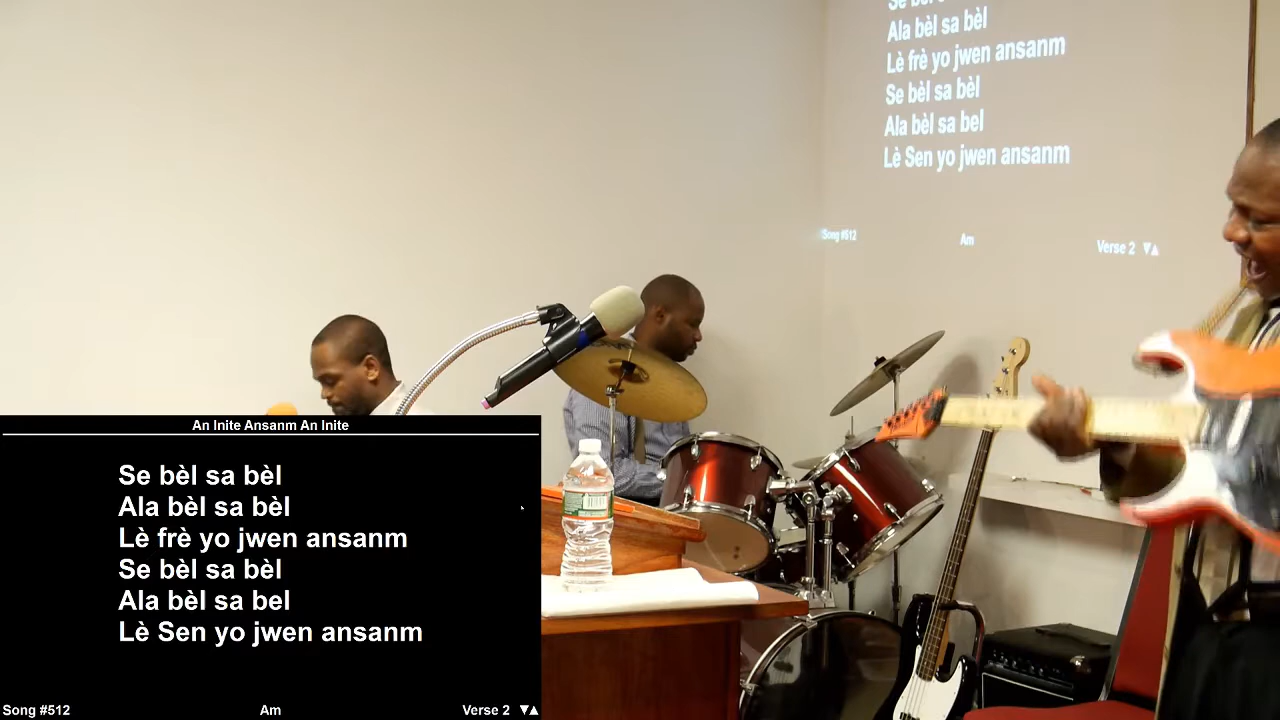 Se bèl s
Ala bèl sa bèl
Lè frè yo jwen ansanm
Se bèl sa bèl
Ala bèl sa bel
Lè Sen yo jwen ansanm
Song #512 Am Verse 2 ▼▲
An Inite Ansanm An Inite
Se bèl sa bèl
Ala bèl sa bèl
Lè frè yo jwen ansanm
Se bèl sa bèl
Ala bèl sa bel
Lè Sen yo jwen ansanm
Song #512 Am Verse 2 ▼▲